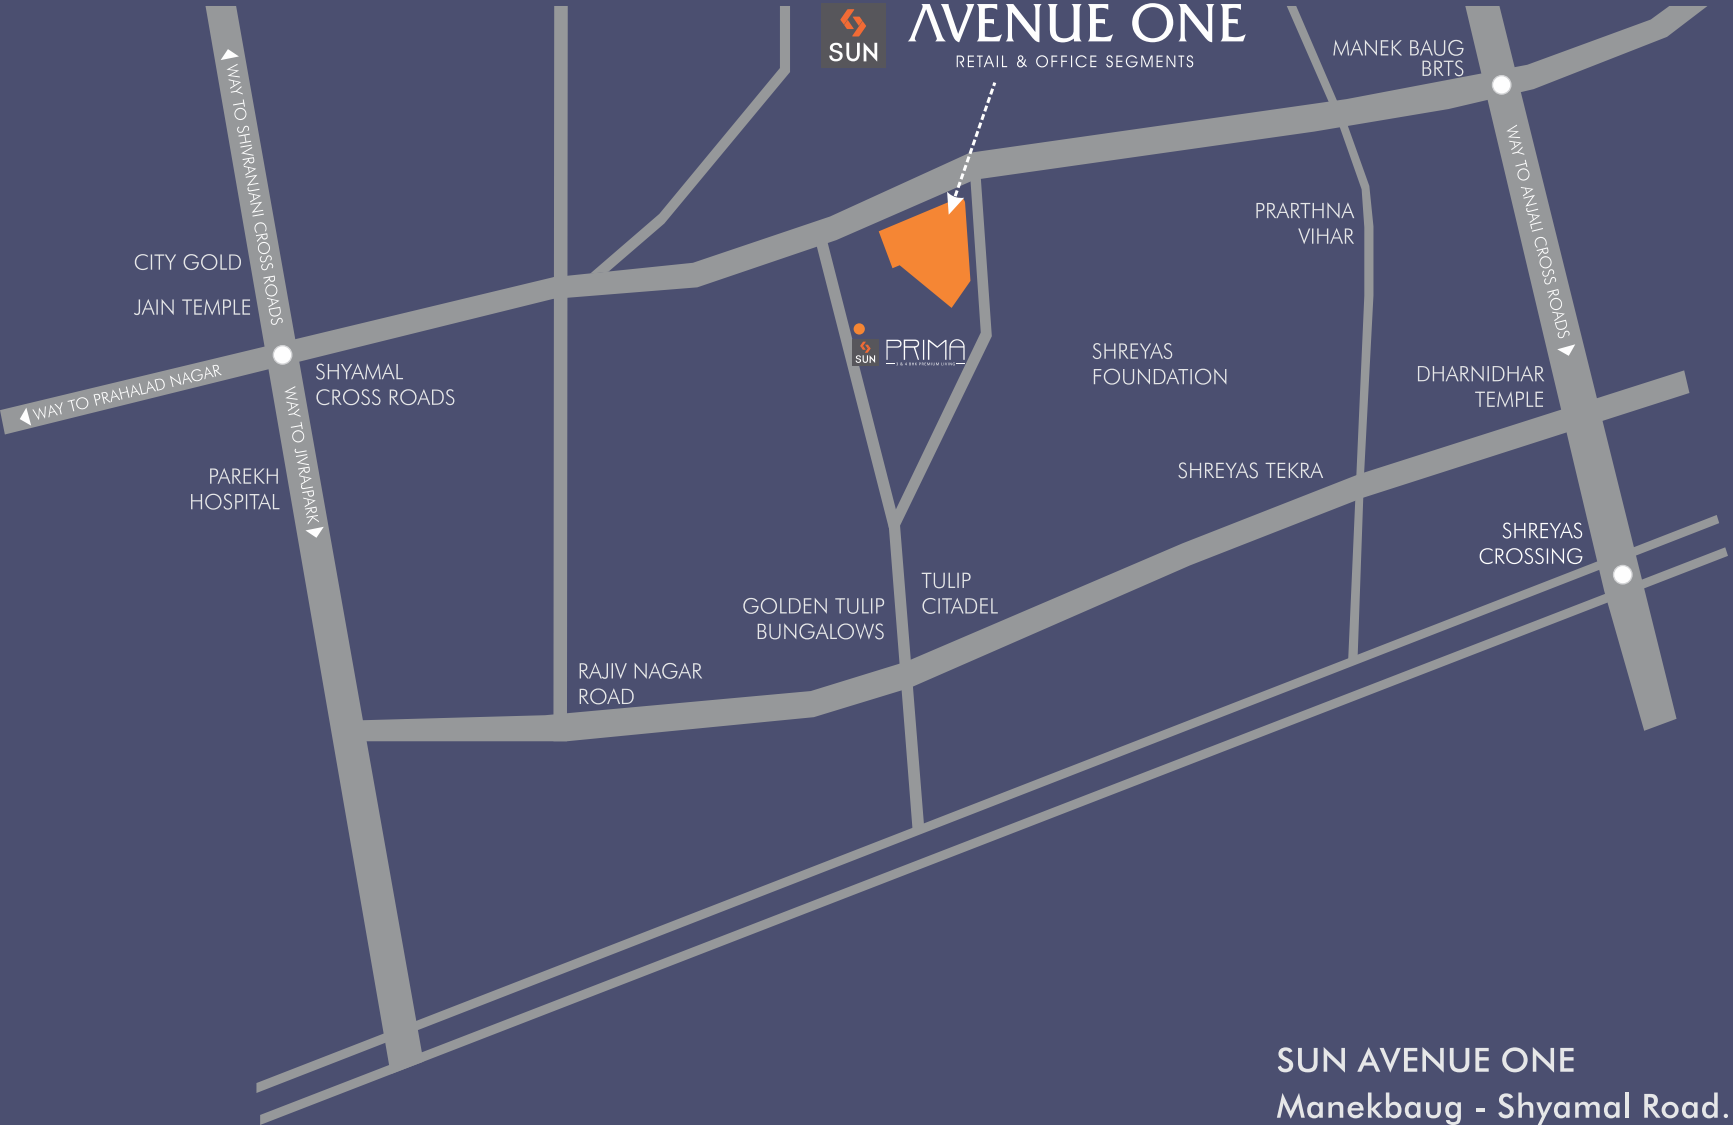 AVENUE ONE
SUN
RETAIL & OFFICE SEGMENTS
MANEK BAUG
BRTS
WAY TO SHIVRANJANI CROSS ROADS
WAY TO ANJALI CROSS ROADS
PRARTHNA
VIHAR
CITY GOLD
JAIN TEMPLE
SHYAMAL
CROSS ROADS
WAY TO PRAHALAD NAGAR
WAY TO JIVRAJPARK
SUN
PRIMA
SHREYAS
FOUNDATION
DHARNIDHAR
TEMPLE
PAREKH
HOSPITAL
SHREYAS TEKRA
SHREYAS
CROSSING
TULIP
CITADEL
GOLDEN TULIP
BUNGALOWS
RAJIV NAGAR
ROAD
SUN AVENUE ONE
Manekbaug - Shyamal Road.